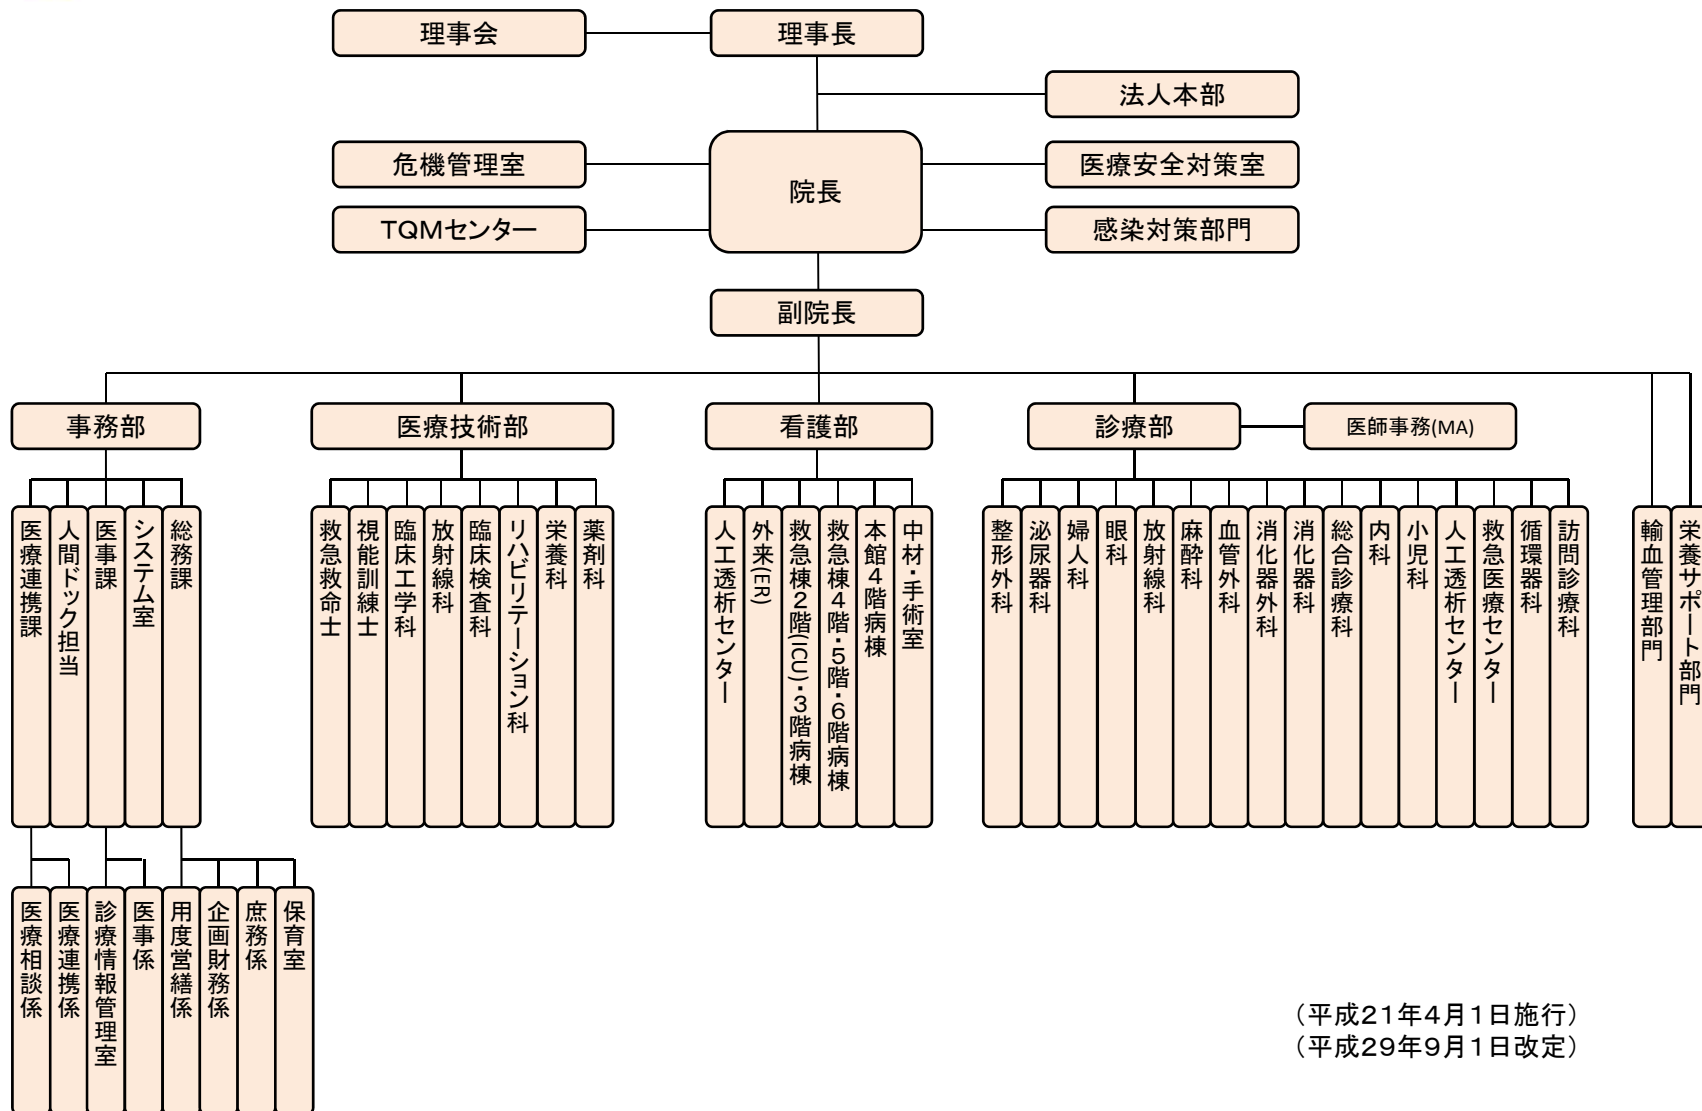 理事会
理事長
法人本部
危機管理室
院長
医療安全対策室
TQMセンター
感染対策部門
副院長
事務部
医療技術部
看護部
診療部
医師事務(MA)
医療連携課
人間ドック担当
医事課
システム室
総務課
救急救命士
視能訓練士
臨床工学科
放射線科
臨床検査科
リハビリテーション科
栄養科
薬剤科
人工透析センター
外来(ER)
救急棟2階(ICU)・3階病棟
救急棟4階・5階・6階病棟
本館4階病棟
中材・手術室
整形外科
泌尿器科
婦人科
眼科
放射線科
麻酔科
血管外科
消化器外科
消化器科
総合診療科
内科
小児科
人工透析センター
救急医療センター
循環器科
訪問診療科
輸血管理部門
栄養サポート部門
医療相談係
医療連携係
診療情報管理室
医事係
用度営繕係
企画財務係
庶務係
保育室
（平成21年4月1日施行）
（平成29年9月1日改定）